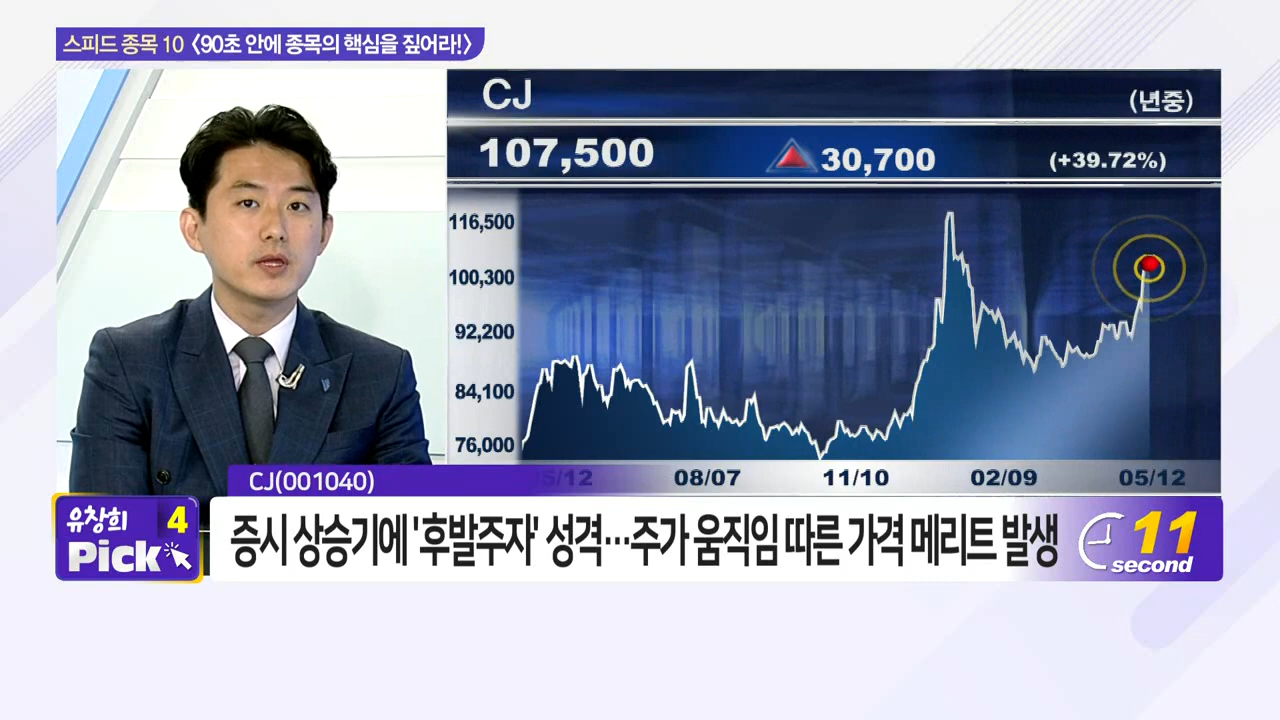 스피드 종목 10 <90초 안에 종목의 핵심을 짚어라!>
CJ
(년중)
107,500 ▲ 30,700 (+39.72%)
116,500
100,300
92,200
84,100
76,000
05/12 08/07 11/10 02/09 05/12
CJ(001040)
유창희 4
Pick
증시 상승기에 '후발주자' 성격…주가 움직임 따른 가격 메리트 발생
11
second